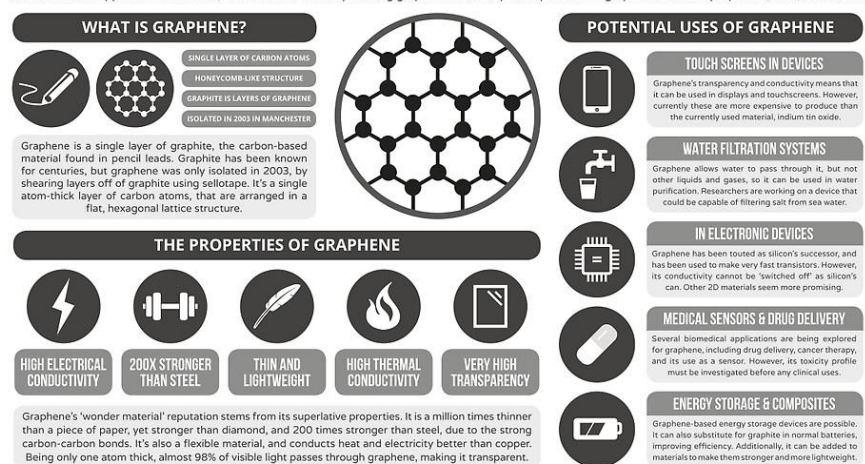 WHAT IS GRAPHENE?
SINGLE LAYER OF CARBON ATOMS
HONEYCOMB-LIKE STRUCTURE
GRAPHITE IS LAYERS OF GRAPHENE
ISOLATED IN 2003 IN MANCHESTER
Graphene is a single layer of graphite, the carbon-based
material found in pencil leads. Graphite has been known
for centuries, but graphene was only isolated in 2003, by
shearing layers off of graphite using sellotape. It's a single
atom-thick layer of carbon atoms, that are arranged in a
flat, hexagonal lattice structure.
THE PROPERTIES OF GRAPHENE
HIGH ELECTRICAL
CONDUCTIVITY
200X STRONGER
THAN STEEL
THIN AND
LIGHTWEIGHT
HIGH THERMAL
CONDUCTIVITY
VERY HIGH
TRANSPARENCY
Graphene's 'wonder material' reputation stems from its superlative properties. It is a million times thinner
than a piece of paper, yet stronger than diamond, and 200 times stronger than steel, due to the strong
carbon-carbon bonds. It's also a flexible material, and conducts heat and electricity better than copper.
Being only one atom thick, almost 98% of visible light passes through graphene, making it transparent.
POTENTIAL USES OF GRAPHENE
TOUCH SCREENS IN DEVICES
Graphene's transparency and conductivity means that
it can be used in displays and touchscreens. However,
currently these are more expensive to produce than
the currently used material, indium tin oxide.
WATER FILTRATION SYSTEMS
Graphene allows water to pass through it, but not
other liquids and gases, so it can be used in water
purification. Researchers are working on a device that
could be capable of filtering salt from sea water.
IN ELECTRONIC DEVICES
Graphene has been touted as silicon's successor, and
has been used to make very fast transistors. However,
its conductivity cannot be 'switched off' as silicon's
can. Other 2D materials seem more promising.
MEDICAL SENSORS & DRUG DELIVERY
Several biomedical applications are being explored
for graphene, including drug delivery, cancer therapy,
and its use as a sensor. However, its toxicity profile
must be investigated before any clinical uses.
ENERGY STORAGE & COMPOSITES
Graphene-based energy storage devices are possible.
It can also substitute for graphite in normal batteries,
improving efficiency. Additionally, it can be added to
materials to make them stronger and more lightweight.